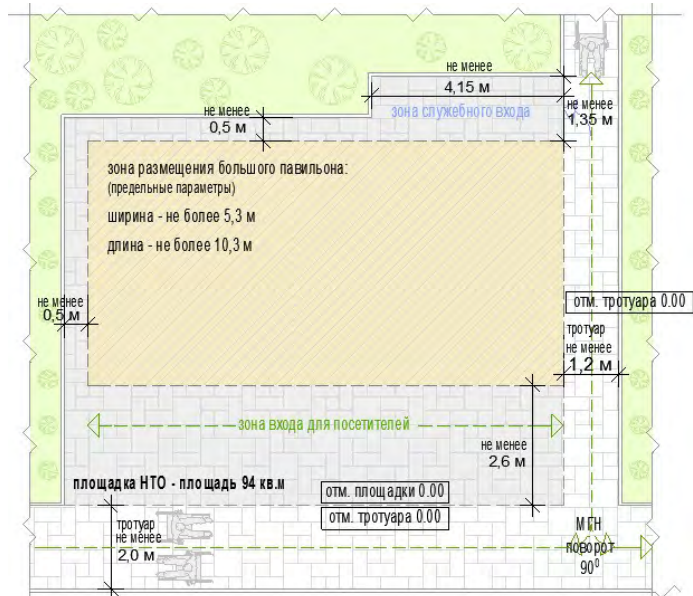 не менее
4,15 м
зона служебного входа
не менее
1,35 м
не менее
0,5 м
зона размещения большого павильона:
(предельные параметры)
ширина - не более 5,3 м
длина - не более 10,3 м
не менее
0,5 м
отм. тротуара 0.00
тротуар
не менее
1,2 м
зона входа для посетителей
не менее
2,6 м
площадка НТО - площадь 94 кв.м
отм. площадки 0.00
отм. тротуара 0.00
тротуар
не менее
2,0 м
МГН
поворот
90⁰